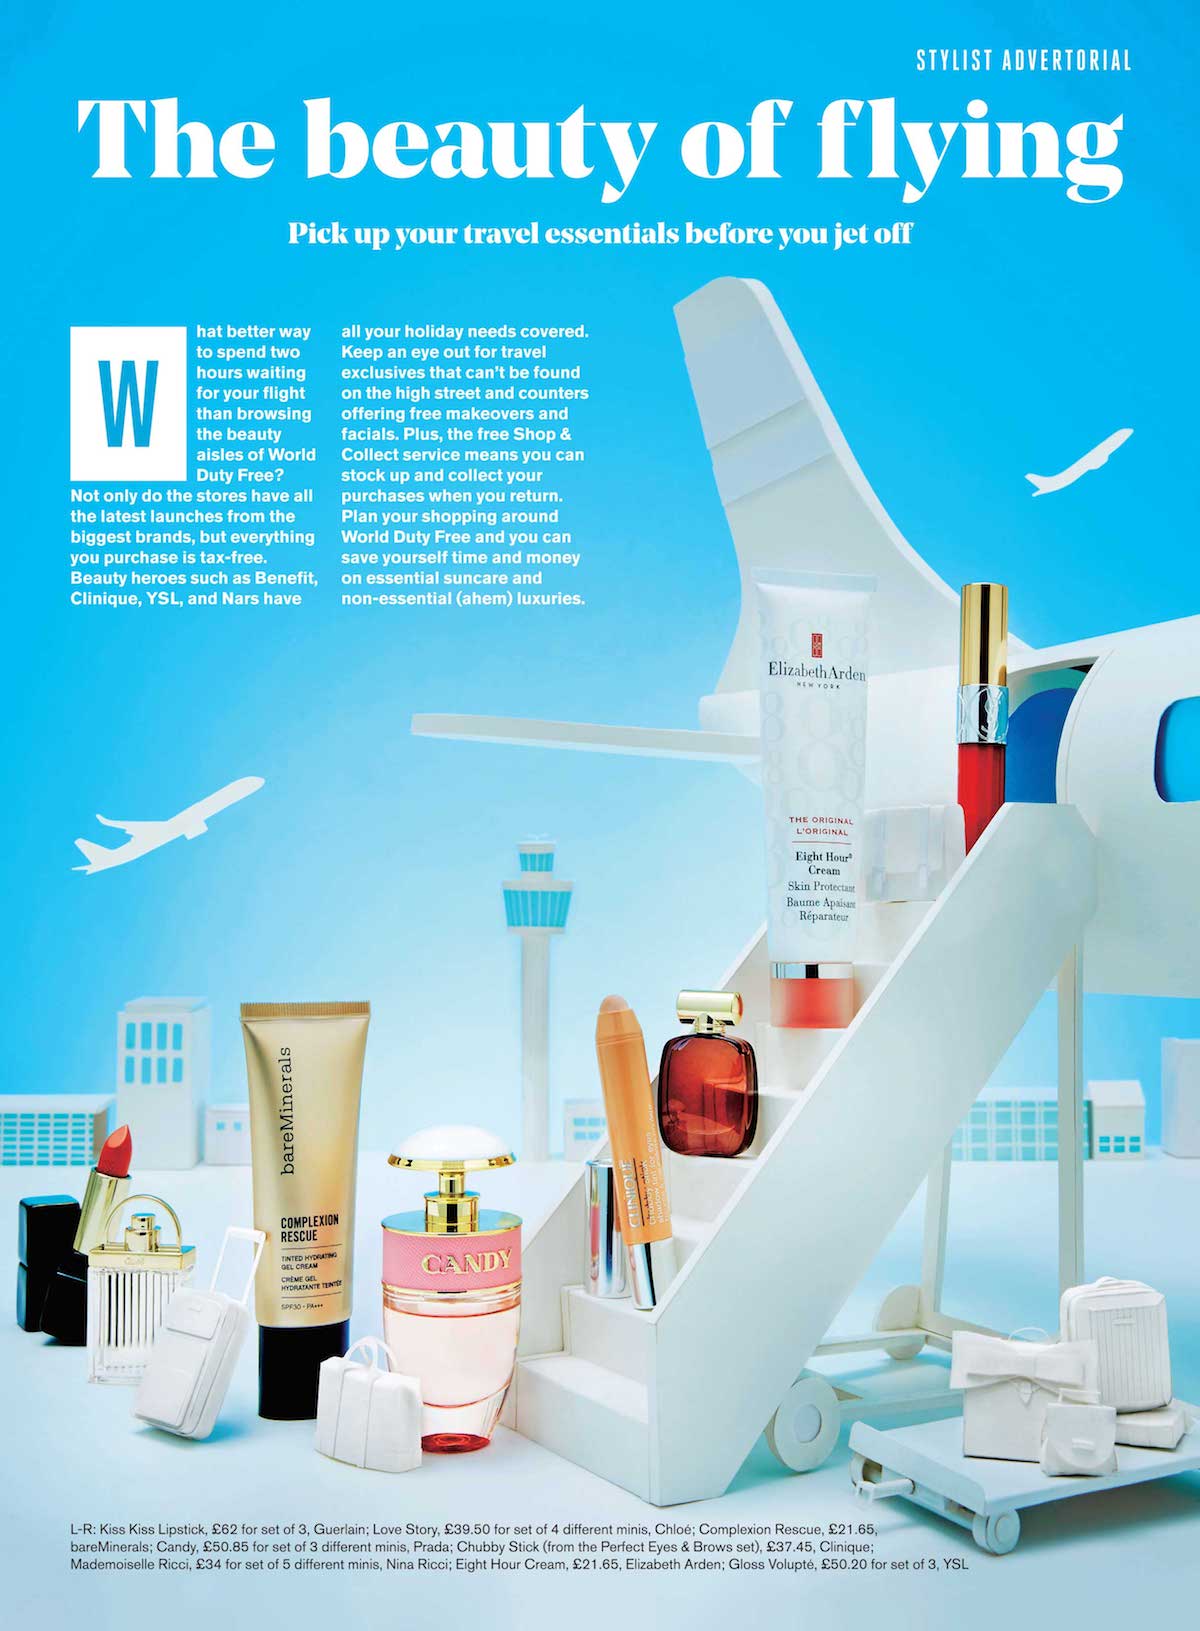 STYLIST ADVERTORIAL
The beauty of flying
Pick up your travel essentials before you jet off
What better way
to spend two
hours waiting
for your flight
than browsing
the beauty
aisles of World
Duty Free?
Not only do the stores have all
the latest launches from the
biggest brands, but everything
you purchase is tax-free.
Beauty heroes such as Benefit,
Clinique, YSL, and Nars have
all your holiday needs covered.
Keep an eye out for travel
exclusives that can't be found
on the high street and counters
offering free makeovers and
facials. Plus, the free Shop &
Collect service means you can
stock up and collect your
purchases when you return.
Plan your shopping around
World Duty Free and you can
save yourself time and money
on essential suncare and
non-essential (ahem) luxuries.
Elizabeth Arden
NEW YORK
THE ORIGINAL
L'ORIGINAL
Eight Hour®
Cream
Skin Protectant
Baume Apaisant
Réparateur
YSL
bareMinerals
COMPLEXION
RESCUE
TINTED HYDRATING
GEL CREAM
CRÈME GEL
HYDRATANTE TEINTÉE
SPF30 - PA+++
CANDY
CLINIQUE
chubby stick
shadow tint for eyes
L-R: Kiss Kiss Lipstick, £62 for set of 3, Guerlain; Love Story, £39.50 for set of 4 different minis, Chloé; Complexion Rescue, £21.65,
bareMinerals; Candy, £50.85 for set of 3 different minis, Prada; Chubby Stick (from the Perfect Eyes & Brows set), £37.45, Clinique;
Mademoiselle Ricci, £34 for set of 5 different minis, Nina Ricci; Eight Hour Cream, £21.65, Elizabeth Arden; Gloss Volupté, £50.20 for set of 3, YSL